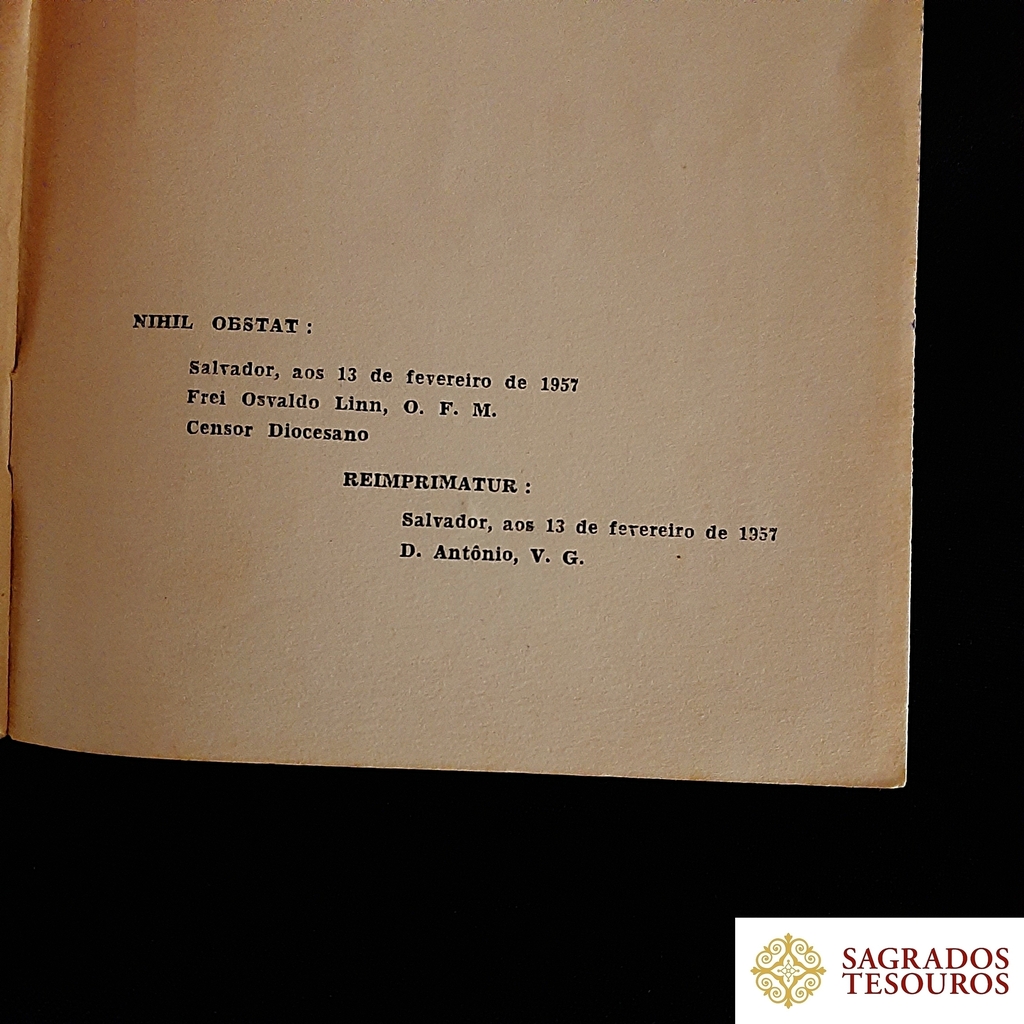 NIHIL OBSTAT :
Salvador, aos 13 de fevereiro de 1957
Frei Osvaldo Linn, O. F. M.
Censor Diocesano
REIMPRIMATUR :
Salvador, aos 13 de fevereiro de 1957
D. Antônio, V. G.
SAGRADOS
TESOUROS